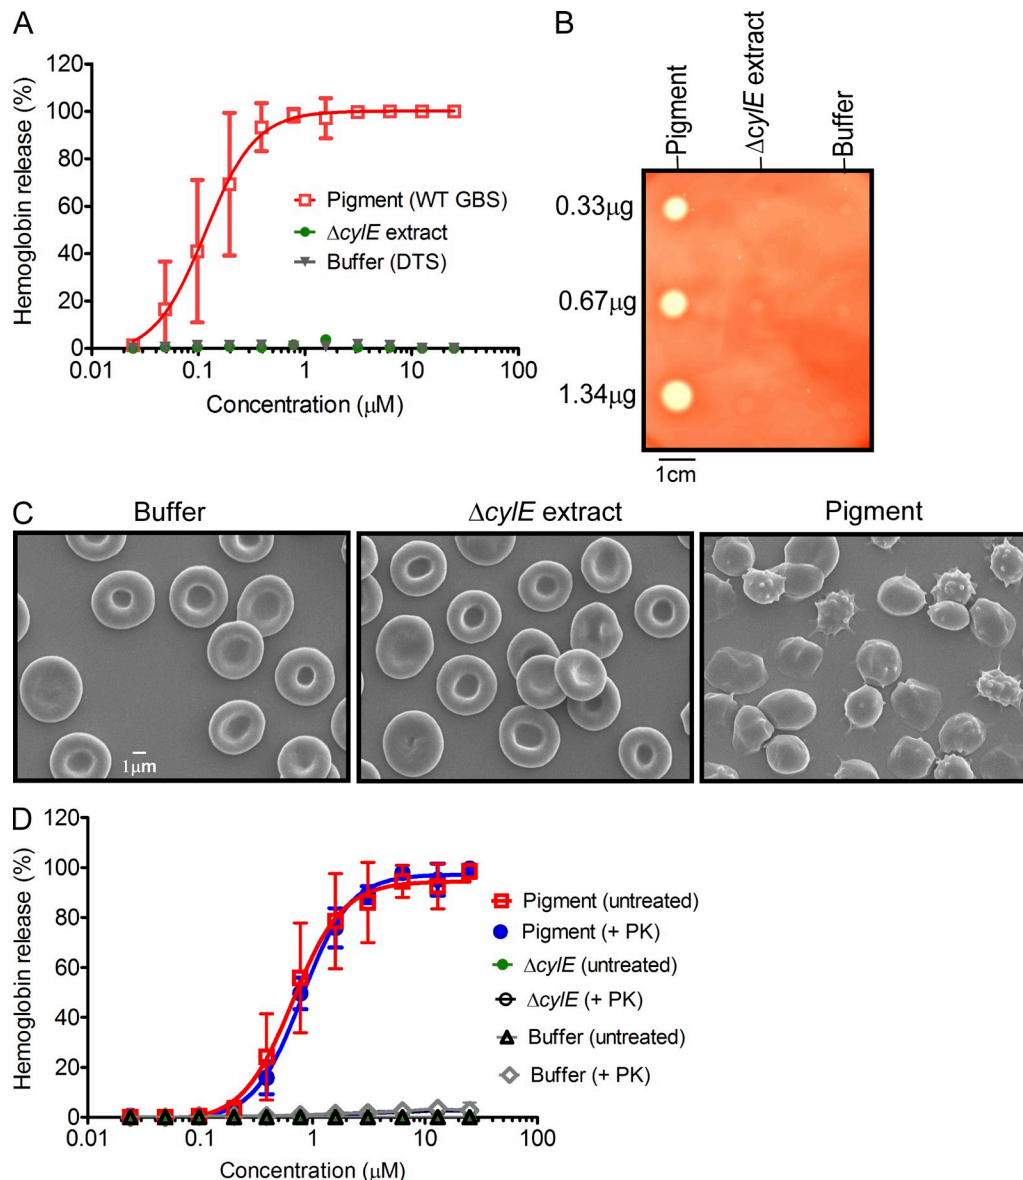 A
Hemoglobin release (%)
120
100
80
60
40
20
0
0.01
0.1
1
10
100
Concentration (μM)
Pigment (WT GBS)
ΔcylE extract
Buffer (DTS)
B
Pigment
ΔcylE extract
Buffer
0.33μg
0.67μg
1.34μg
1cm
C
Buffer
ΔcylE extract
Pigment
1μm
D
Hemoglobin release (%)
120
100
80
60
40
20
0
0.01
0.1
1
10
100
Concentration (μM)
Pigment (untreated)
Pigment (+ PK)
ΔcylE (untreated)
ΔcylE (+ PK)
Buffer (untreated)
Buffer (+ PK)